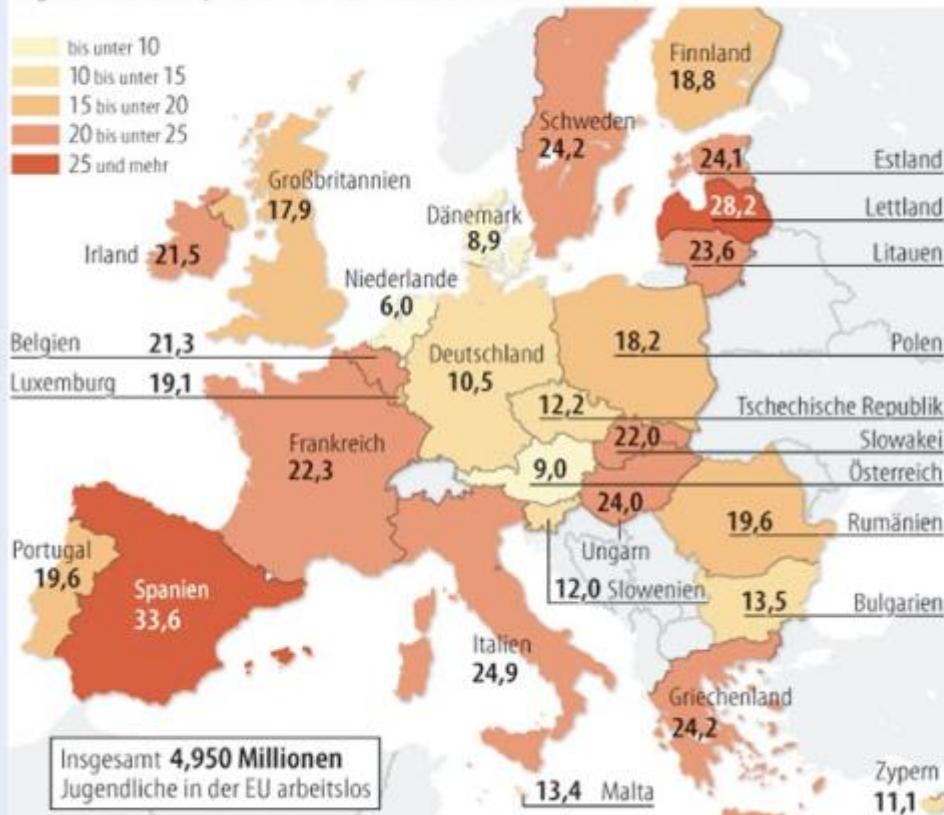 bis unter 10
10 bis unter 15
15 bis unter 20
20 bis unter 25
25 und mehr
Finnland
18,8
Schweden
24,2
24,1 Estland
28,2 Lettland
23,6 Litauen
Großbritannien
17,9
Dänemark
8,9
Irland 21,5
Niederlande
6,0
Belgien 21,3
Luxemburg 19,1
Deutschland
10,5
18,2 Polen
12,2 Tschechische Republik
22,0 Slowakei
9,0 Österreich
Frankreich
22,3
24,0
Ungarn
19,6 Rumänien
12,0 Slowenien
13,5 Bulgarien
Portugal
19,6
Spanien
33,6
Italien
24,9
Griechenland
24,2
Insgesamt 4,950 Millionen
Jugendliche in der EU arbeitslos
13,4 Malta
Zypern
11,1